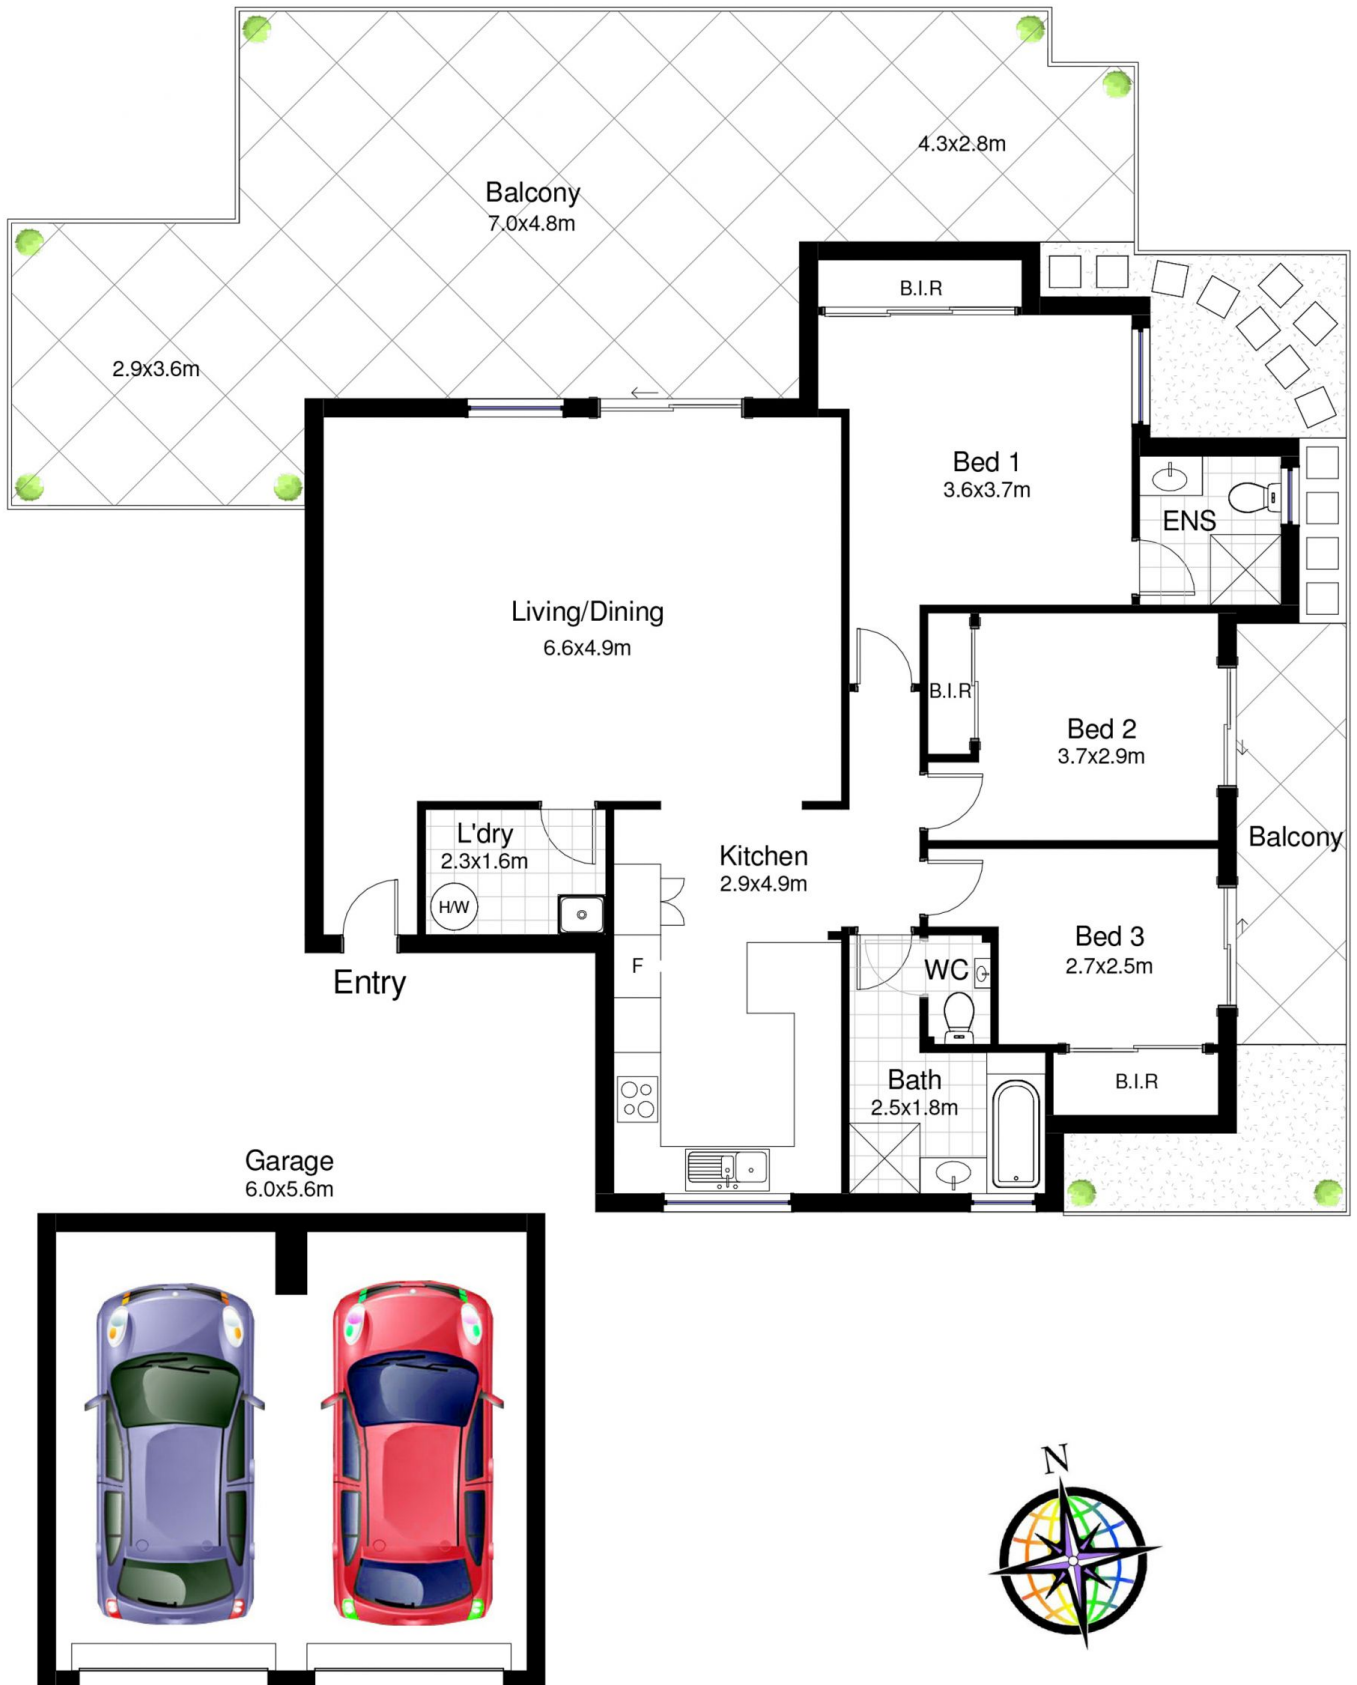 4.3x2.8m
Balcony
7.0x4.8m
B.I.R
2.9x3.6m
Bed 1
3.6x3.7m
ENS
Living/Dining
6.6x4.9m
B.I.R
Bed 2
3.7x2.9m
L'dry
2.3x1.6m
H/W
Kitchen
2.9x4.9m
Balcony
Bed 3
2.7x2.5m
F
WC
Entry
Bath
2.5x1.8m
B.I.R
Garage
6.0x5.6m
N